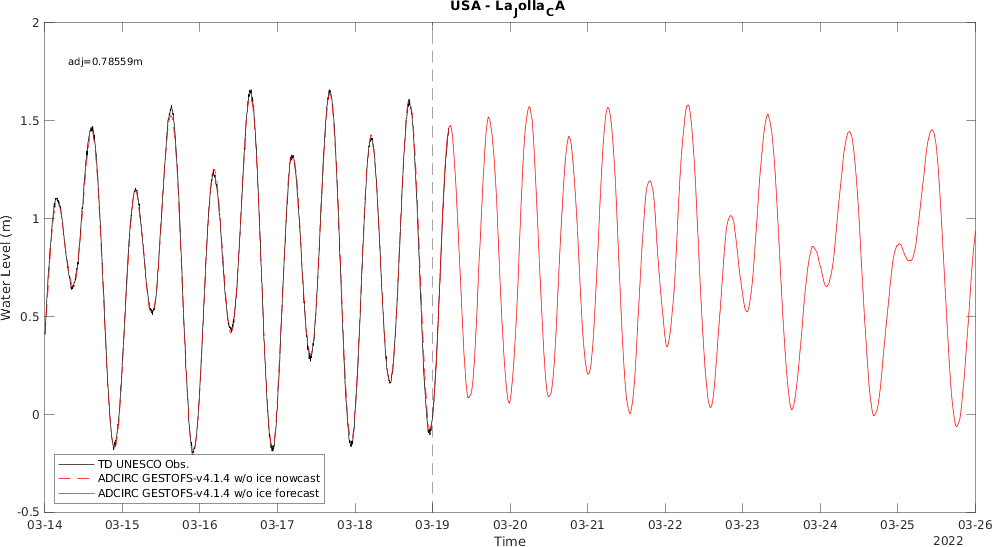 USA - LaJollaCA
adj=0.78559m
Water Level (m)
2
1.5
1
0.5
0
-0.5
TD UNESCO Obs.
ADCIRC GESTOFS-v4.1.4 w/o ice nowcast
ADCIRC GESTOFS-v4.1.4 w/o ice forecast
03-14 03-15 03-16 03-17 03-18 03-19 03-20 03-21 03-22 03-23 03-24 03-25 03-26
Time
2022